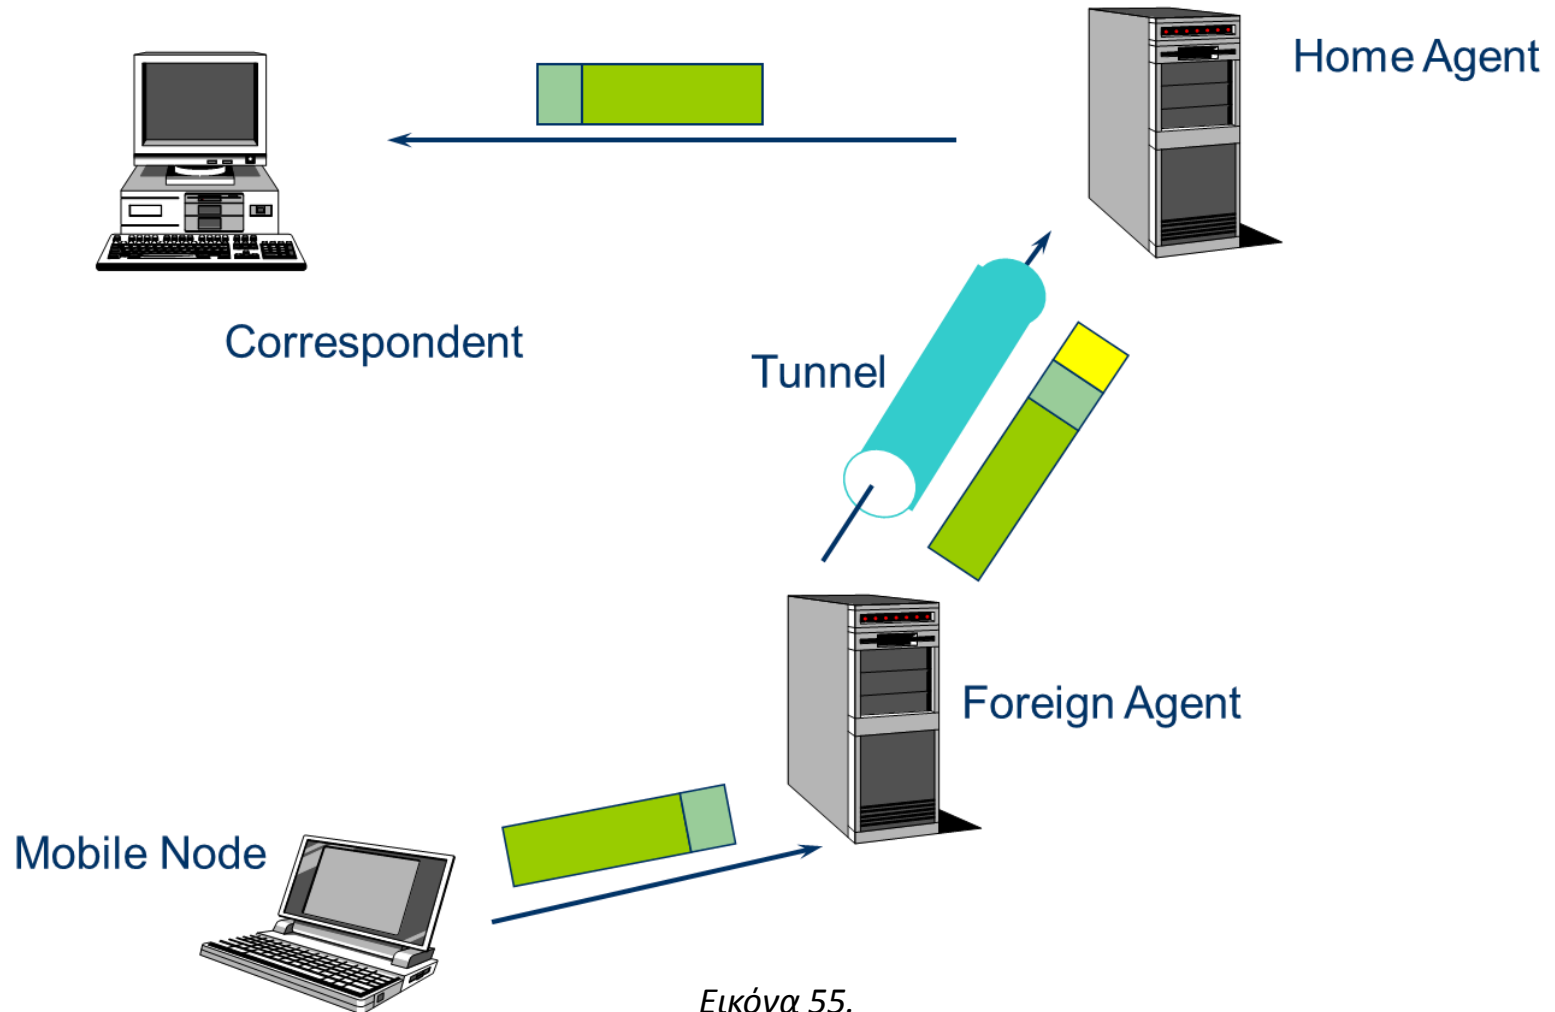 Home Agent
Correspondent
Tunnel
Foreign Agent
Mobile Node
Εικόνα 55.